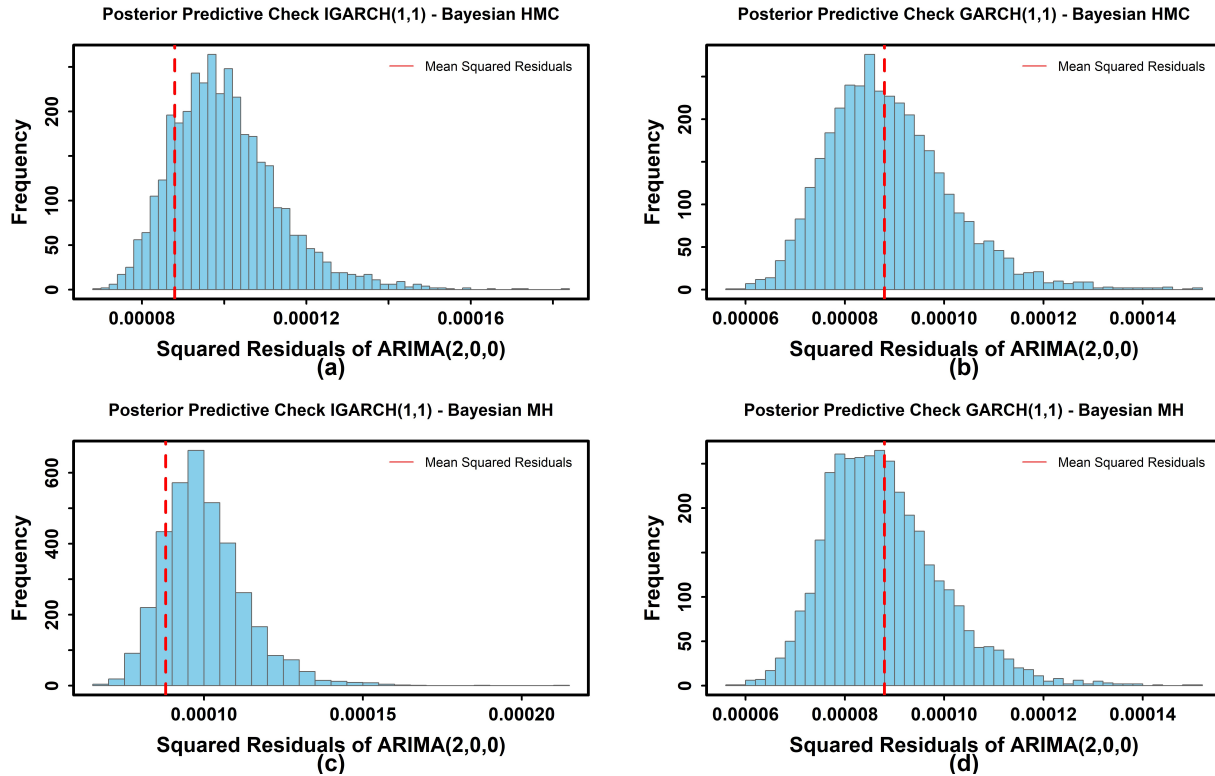 Posterior Predictive Check IGARCH(1,1) - Bayesian HMC
Mean Squared Residuals
Frequency
0
50
100
200
0.00008
0.00012
0.00016
Squared Residuals of ARIMA(2,0,0)
(a)
Posterior Predictive Check GARCH(1,1) - Bayesian HMC
Mean Squared Residuals
Frequency
0
50
100
200
0.00006
0.00008
0.00010
0.00012
0.00014
Squared Residuals of ARIMA(2,0,0)
(b)
Posterior Predictive Check IGARCH(1,1) - Bayesian MH
Mean Squared Residuals
Frequency
0
200
400
600
0.00010
0.00015
0.00020
Squared Residuals of ARIMA(2,0,0)
(c)
Posterior Predictive Check GARCH(1,1) - Bayesian MH
Mean Squared Residuals
Frequency
0
50
100
200
0.00006
0.00008
0.00010
0.00012
0.00014
Squared Residuals of ARIMA(2,0,0)
(d)